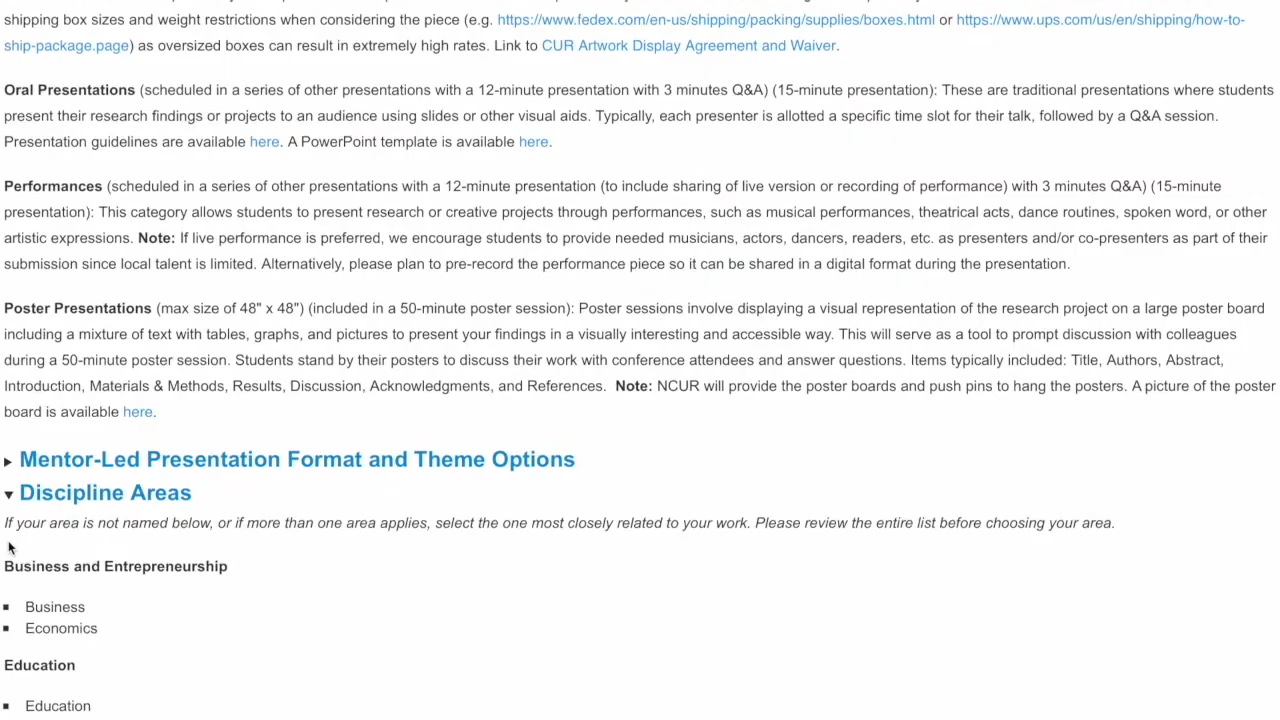 shipping box sizes and weight restrictions when considering the piece (e.g. https://www.fedex.com/en-us/shipping/packing/supplies/boxes.html or https://www.ups.com/us/en/shipping/how-to-
ship-package.page) as oversized boxes can result in extremely high rates. Link to CUR Artwork Display Agreement and Waiver.
Oral Presentations (scheduled in a series of other presentations with a 12-minute presentation with 3 minutes Q&A) (15-minute presentation): These are traditional presentations where students
present their research findings or projects to an audience using slides or other visual aids. Typically, each presenter is allotted a specific time slot for their talk, followed by a Q&A session.
Presentation guidelines are available here. A PowerPoint template is available here.
Performances (scheduled in a series of other presentations with a 12-minute presentation (to include sharing of live version or recording of performance) with 3 minutes Q&A) (15-minute
presentation): This category allows students to present research or creative projects through performances, such as musical performances, theatrical acts, dance routines, spoken word, or other
artistic expressions. Note: If live performance is preferred, we encourage students to provide needed musicians, actors, dancers, readers, etc. as presenters and/or co-presenters as part of their
submission since local talent is limited. Alternatively, please plan to pre-record the performance piece so it can be shared in a digital format during the presentation.
Poster Presentations (max size of 48" x 48") (included in a 50-minute poster session): Poster sessions involve displaying a visual representation of the research project on a large poster board
including a mixture of text with tables, graphs, and pictures to present your findings in a visually interesting and accessible way. This will serve as a tool to prompt discussion with colleagues
during a 50-minute poster session. Students stand by their posters to discuss their work with conference attendees and answer questions. Items typically included: Title, Authors, Abstract,
Introduction, Materials & Methods, Results, Discussion, Acknowledgments, and References. Note: NCUR will provide the poster boards and push pins to hang the posters. A picture of the poster
board is available here.
Mentor-Led Presentation Format and Theme Options
Discipline Areas
If your area is not named below, or if more than one area applies, select the one most closely related to your work. Please review the entire list before choosing your area.
Business and Entrepreneurship
Business
Economics
Education
Education